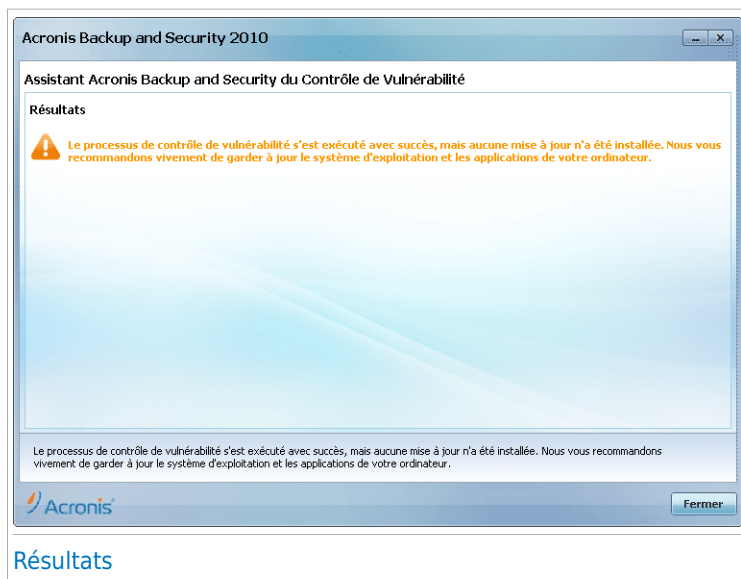 Acronis Backup and Security 2010
Assistant Acronis Backup and Security du Contrôle de Vulnérabilité
Résultats
Le processus de contrôle de vulnérabilité s'est exécuté avec succès, mais aucune mise à jour n'a été installée. Nous vous
recommandons vivement de garder à jour le système d'exploitation et les applications de votre ordinateur.
Le processus de contrôle de vulnérabilité s'est exécuté avec succès, mais aucune mise à jour n'a été installée. Nous vous recommandons
vivement de garder à jour le système d'exploitation et les applications de votre ordinateur.
Acronis
Fermer
Résultats